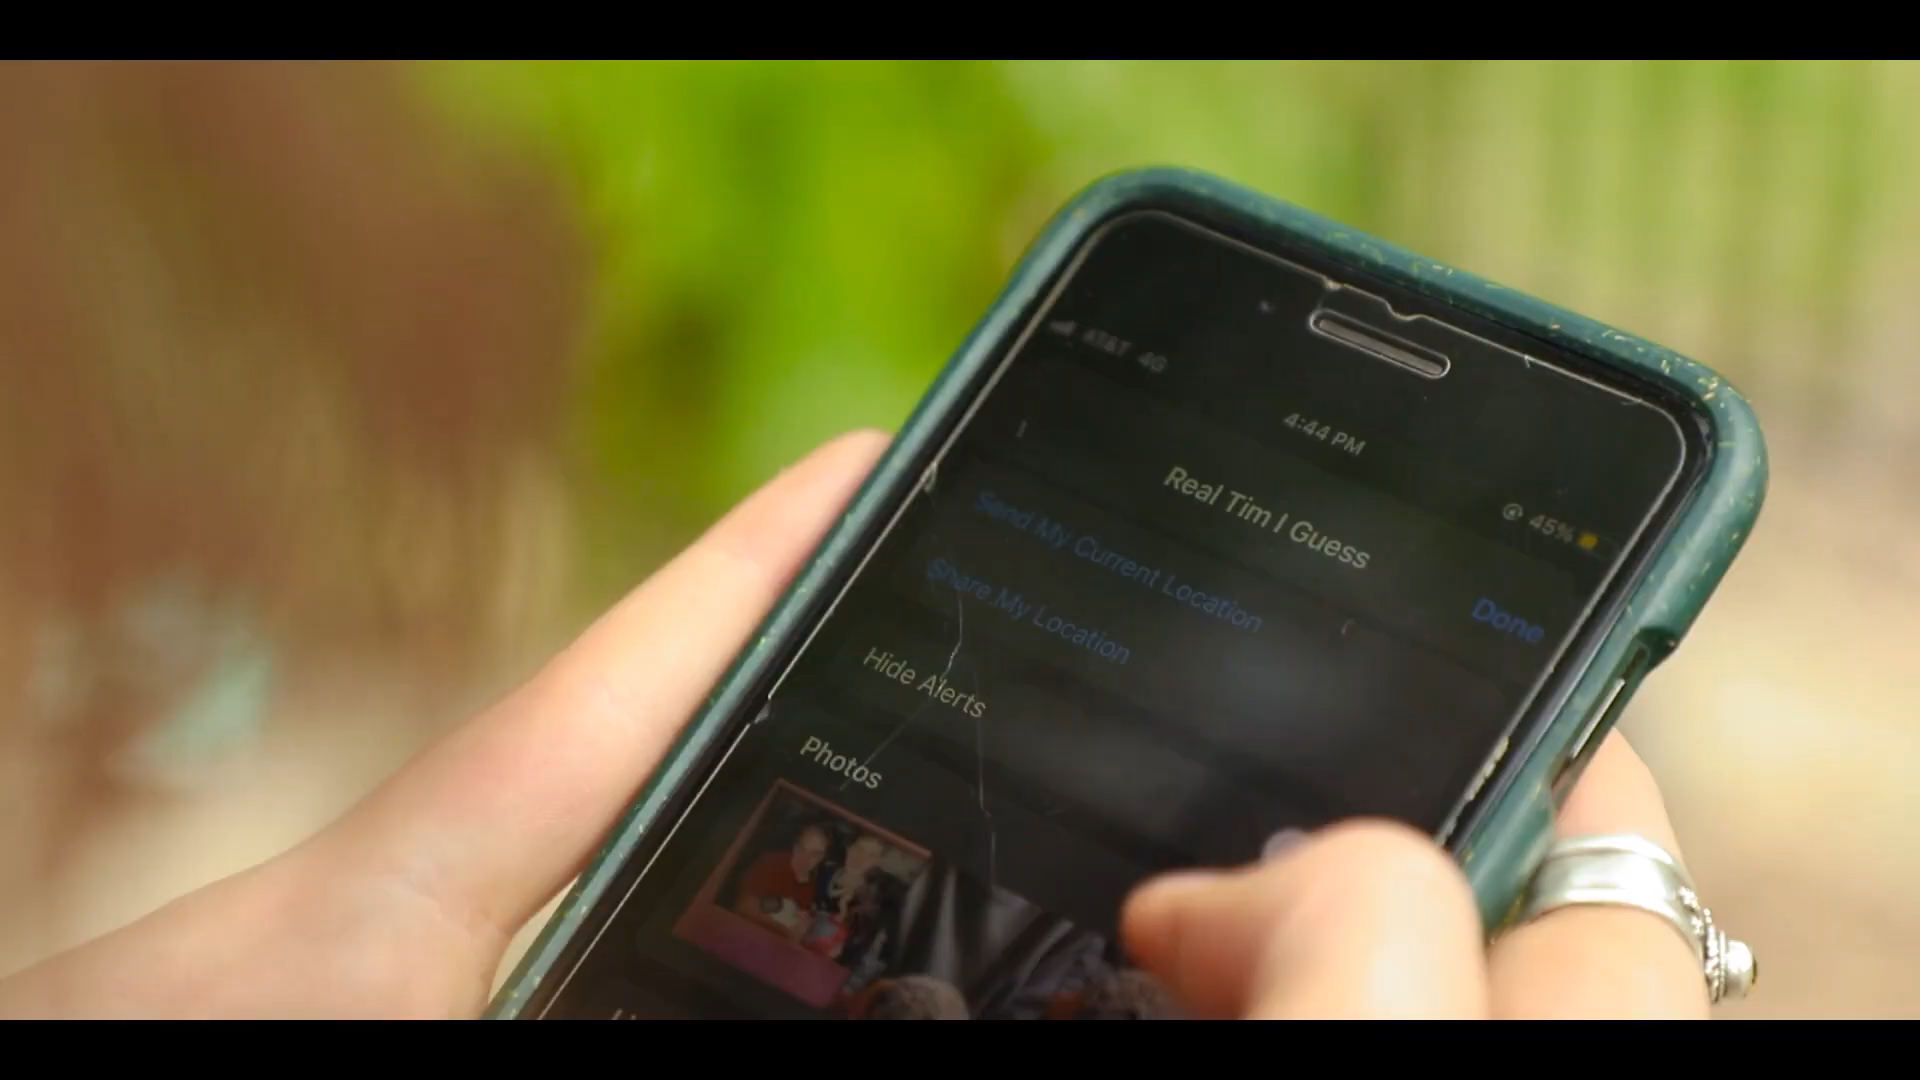 AT&T 4G
4:44 PM
45%
Real Tim I Guess
Done
Send My Current Location
Share My Location
Hide Alerts
Photos